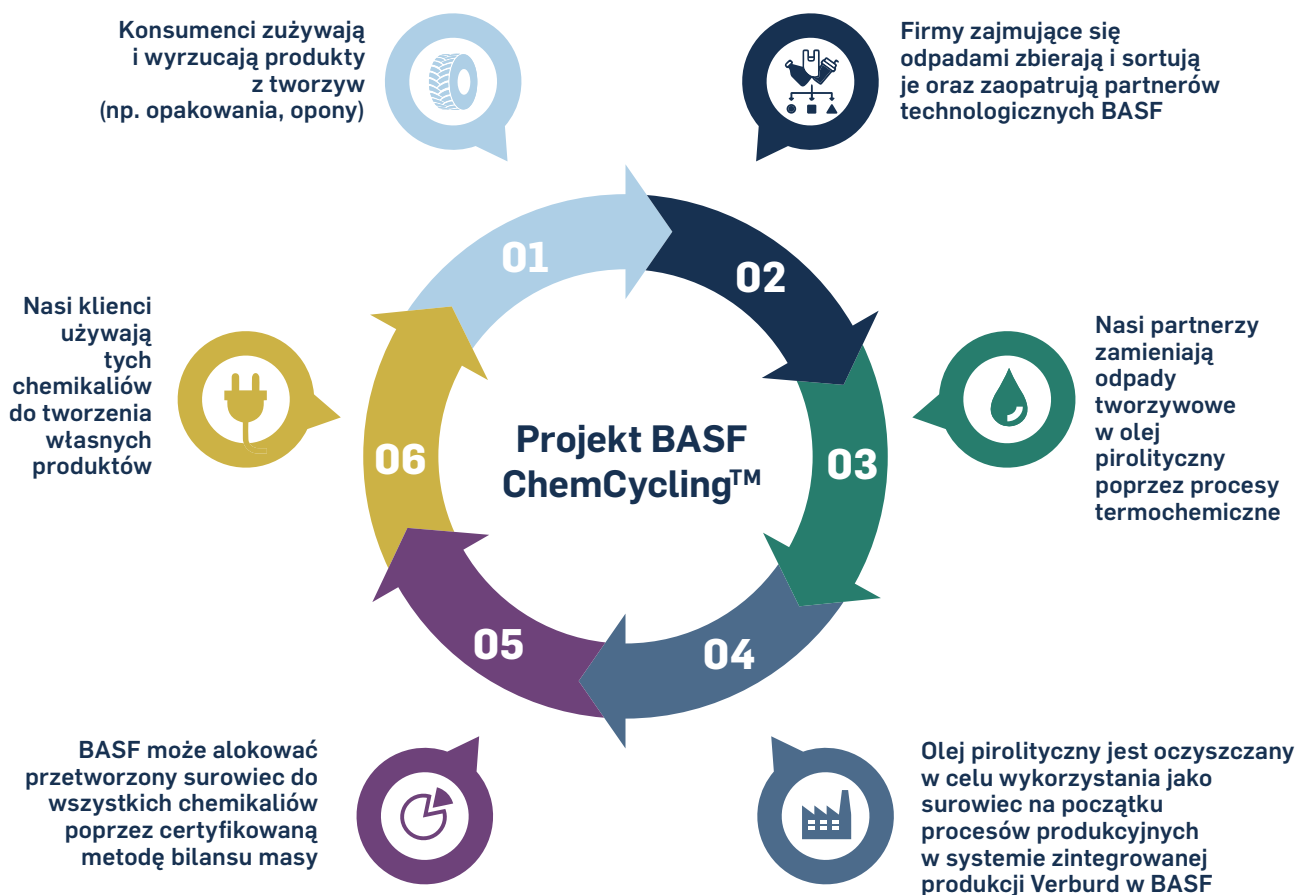 Konsumenci zużywają
i wyrzucają produkty
z tworzyw
(np. opakowania, opony)
Firmy zajmujące się
odpadami zbierają i sortują
je oraz zaopatrują partnerów
technologicznych BASF
01
02
Nasi klienci
używają
tych
chemikaliów
do tworzenia
własnych
produktów
Nasi partnerzy
zamieniają
odpady
tworzywowe
w olej
pirolityczny
poprzez procesy
termochemiczne
06
Projekt BASF
ChemCycling™
03
05
04
BASF może alokować
przetworzony surowiec do
wszystkich chemikaliów
poprzez certyfikowaną
metodę bilansu masy
Olej pirolityczny jest oczyszczany
w celu wykorzystania jako
surowiec na początku
procesów produkcyjnych
w systemie zintegrowanej
produkcji Verburd w BASF